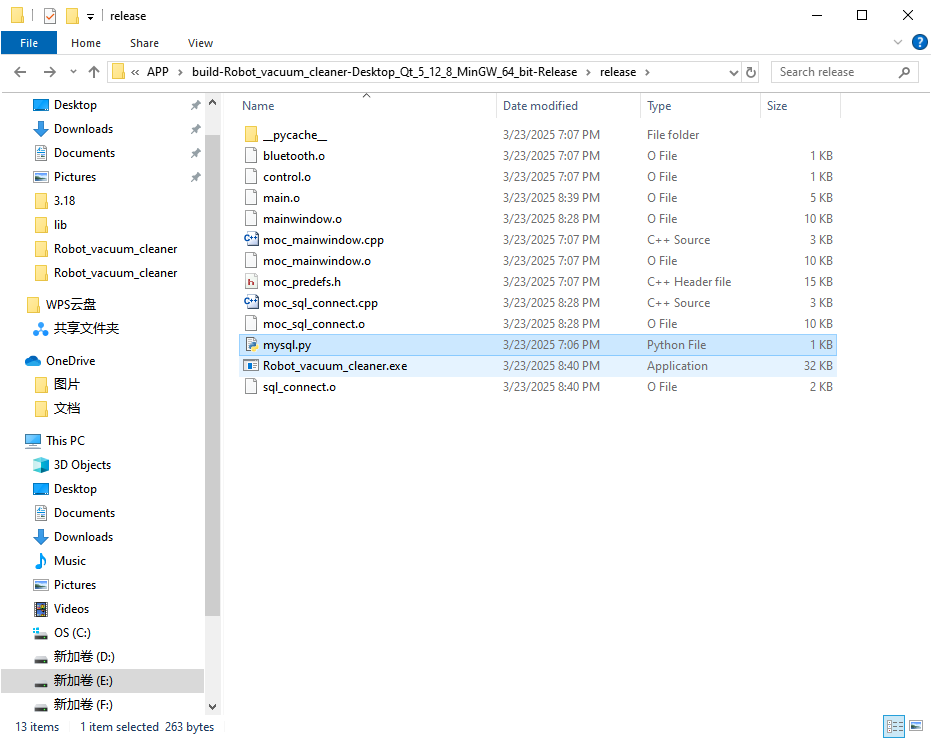 release
File Home Share View
« APP > build-Robot_vacuum_cleaner-Desktop_Qt_5_12_8_MinGW_64_bit-Release > release > Search release
Name Date modified Type Size
Desktop
Downloads
Documents
Pictures
3.18
lib
Robot_vacuum_cleaner
Robot_vacuum_cleaner
WPS云盘
共享文件夹
OneDrive
图片
文档
This PC
3D Objects
Desktop
Documents
Downloads
Music
Pictures
Videos
OS (C:)
新加卷 (D:)
新加卷 (E:)
新加卷 (F:)
__pycache__ 3/23/2025 7:07 PM File folder
bluetooth.o 3/23/2025 7:07 PM O File 1 KB
control.o 3/23/2025 7:07 PM O File 1 KB
main.o 3/23/2025 8:39 PM O File 5 KB
mainwindow.o 3/23/2025 8:28 PM O File 10 KB
moc_mainwindow.cpp 3/23/2025 7:07 PM C++ Source 3 KB
moc_mainwindow.o 3/23/2025 7:07 PM O File 10 KB
moc_predefs.h 3/23/2025 7:07 PM C++ Header file 15 KB
moc_sql_connect.cpp 3/23/2025 8:28 PM C++ Source 3 KB
moc_sql_connect.o 3/23/2025 8:28 PM O File 10 KB
mysql.py 3/23/2025 7:06 PM Python File 1 KB
Robot_vacuum_cleaner.exe 3/23/2025 8:40 PM Application 32 KB
sql_connect.o 3/23/2025 8:40 PM O File 2 KB
13 items 1 item selected 263 bytes